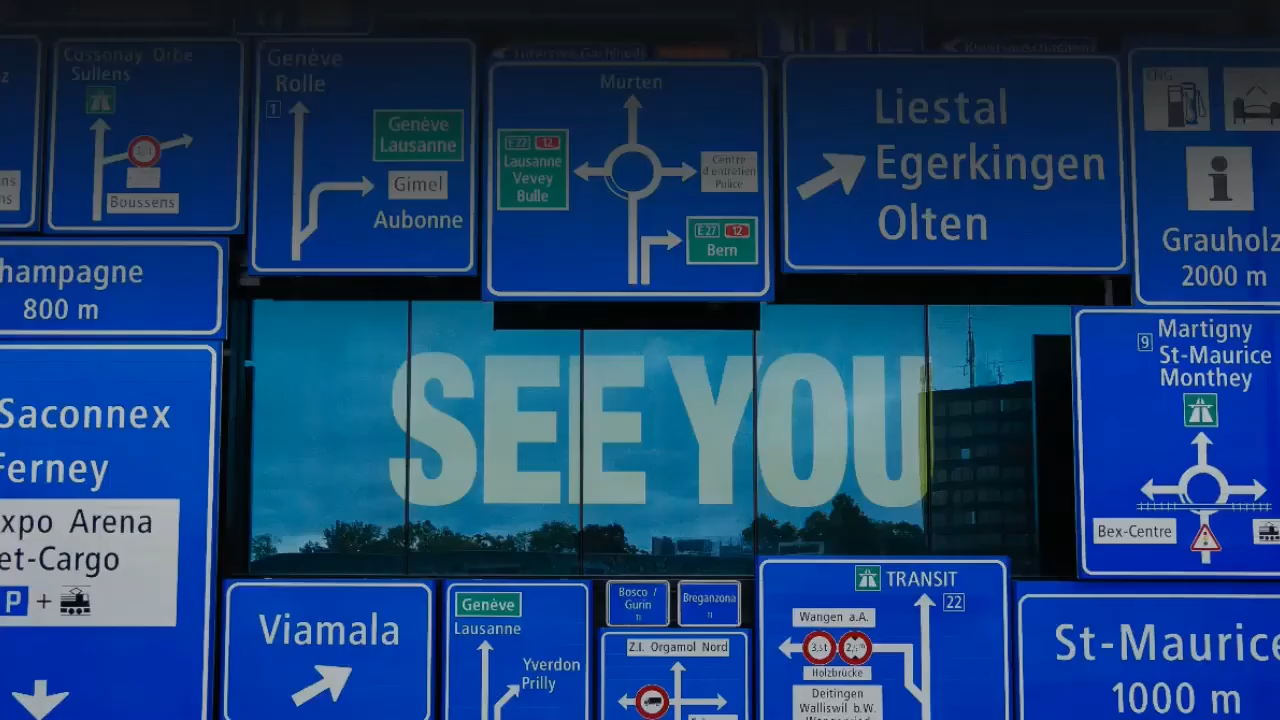 Cossonay Orbe
Sullens
Boussens
Genève
Rolle
1
Genève
Lausanne
Gimel
Aubonne
Murten
E27 12
Lausanne
Vevey
Bulle
Centre
d'entretien
Police
E27 12
Bern
Liestal
Egerkingen
Olten
CNG
i
Grauholz
2000 m
hampagne
800 m
SEE YOU
9
Martigny
St-Maurice
Monthey
Bex-Centre
Saconnex
Ferney
xpo Arena
et-Cargo
P +
Viamala
Genève
Lausanne
Yverdon
Prilly
Bosco /
Gurin
Breganzona
Z.I. Orgamol Nord
TRANSIT
22
Wangen a.A.
3,5t
Holzbrücke
Deitingen
Walliswil b.W.
St-Maurice
1000 m